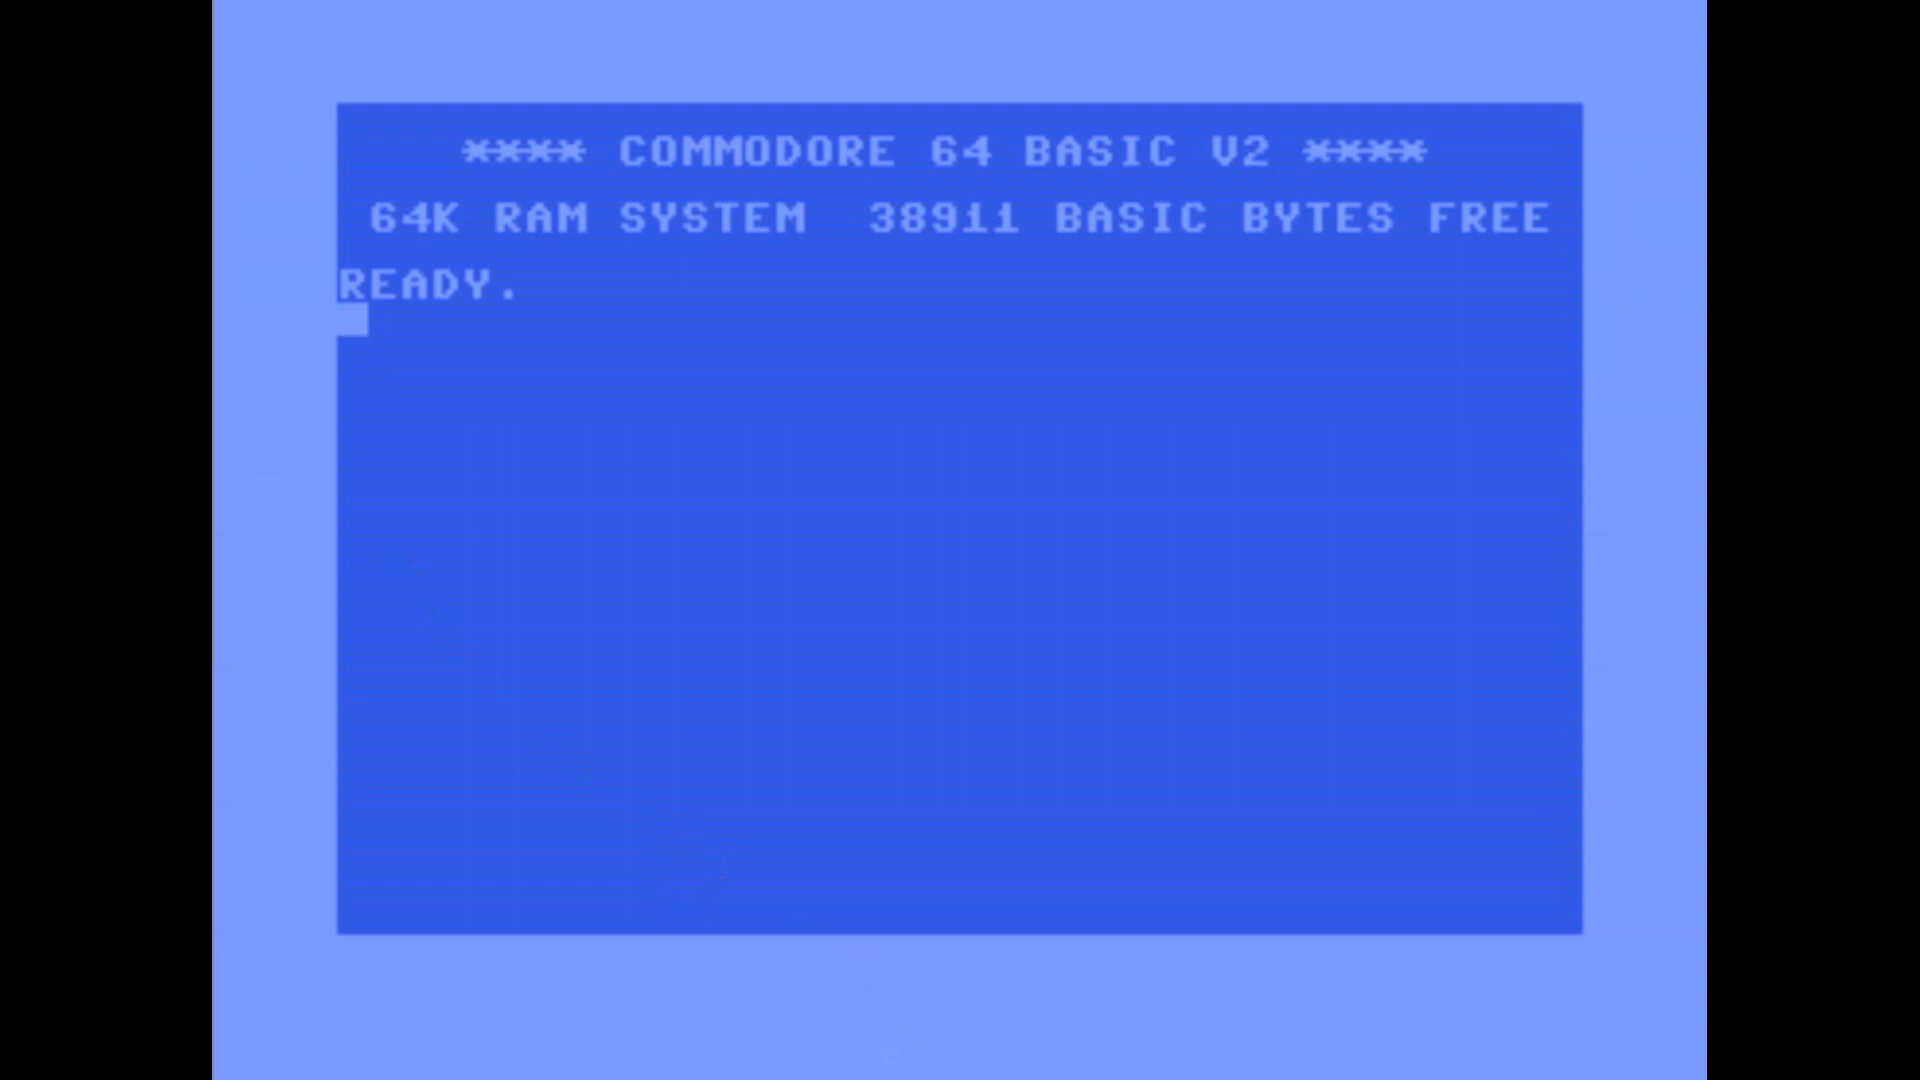 **** COMMODORE 64 BASIC V2 ****
64K RAM SYSTEM  38911 BASIC BYTES FREE
READY.